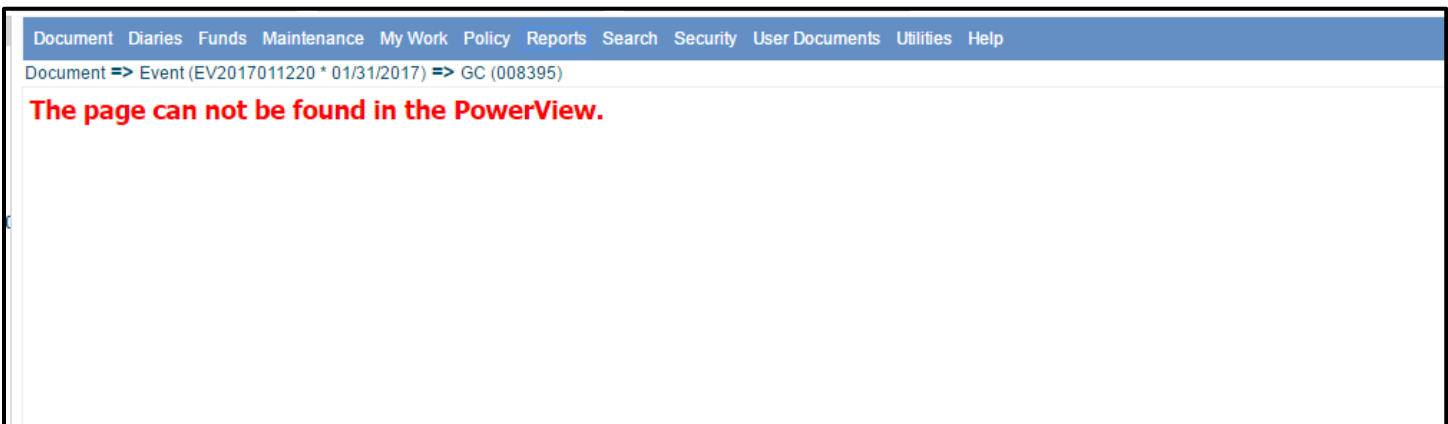 Document Diaries Funds Maintenance My Work Policy Reports Search Security User Documents Utilities Help
Document => Event (EV2017011220 * 01/31/2017) => GC (008395)
The page can not be found in the PowerView.